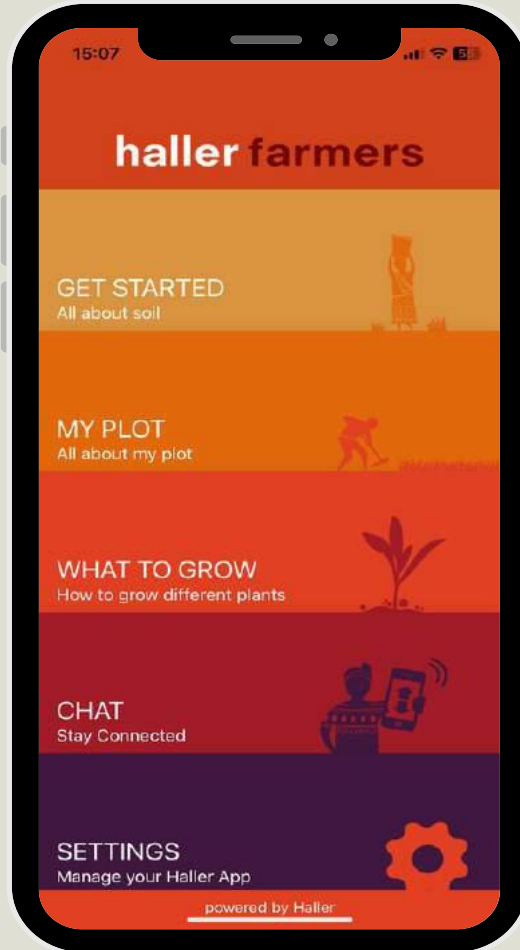 15:07
haller farmers
GET STARTED
All about soil
MY PLOT
All about my plot
WHAT TO GROW
How to grow different plants
CHAT
Stay Connected
SETTINGS
Manage your Haller App
powered by Haller